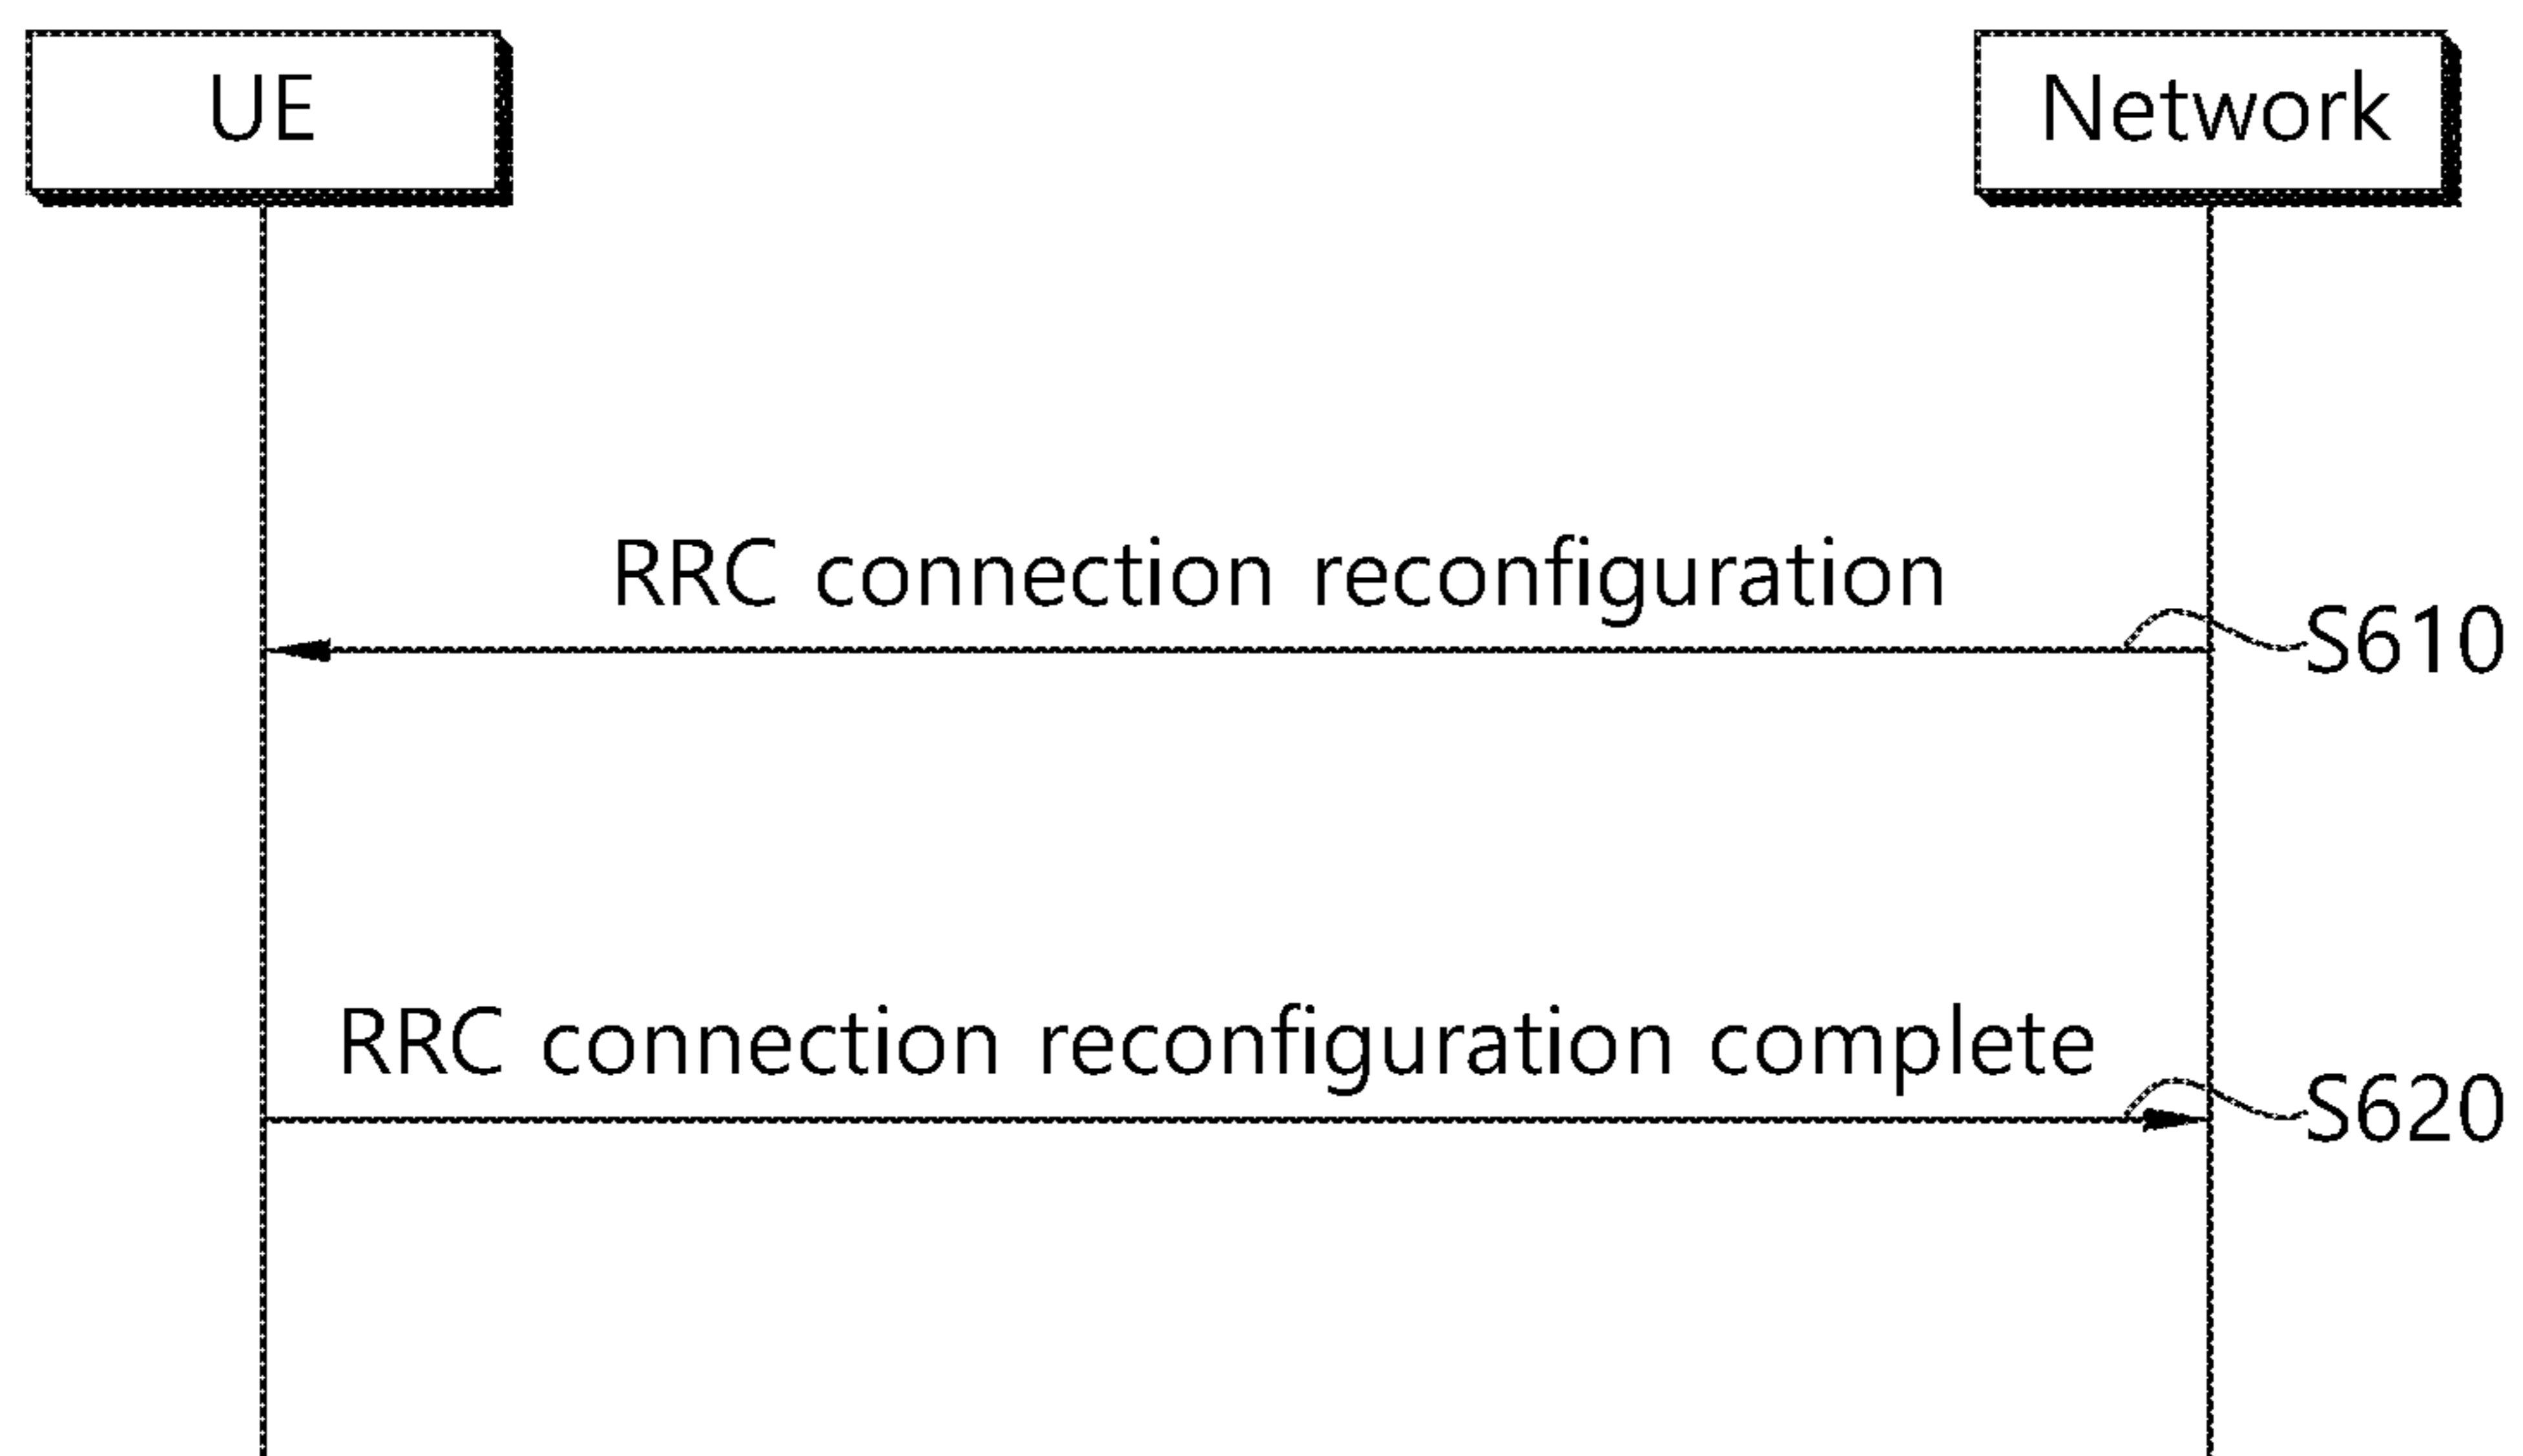 UE
Network
RRC connection reconfiguration
S610
RRC connection reconfiguration complete
S620